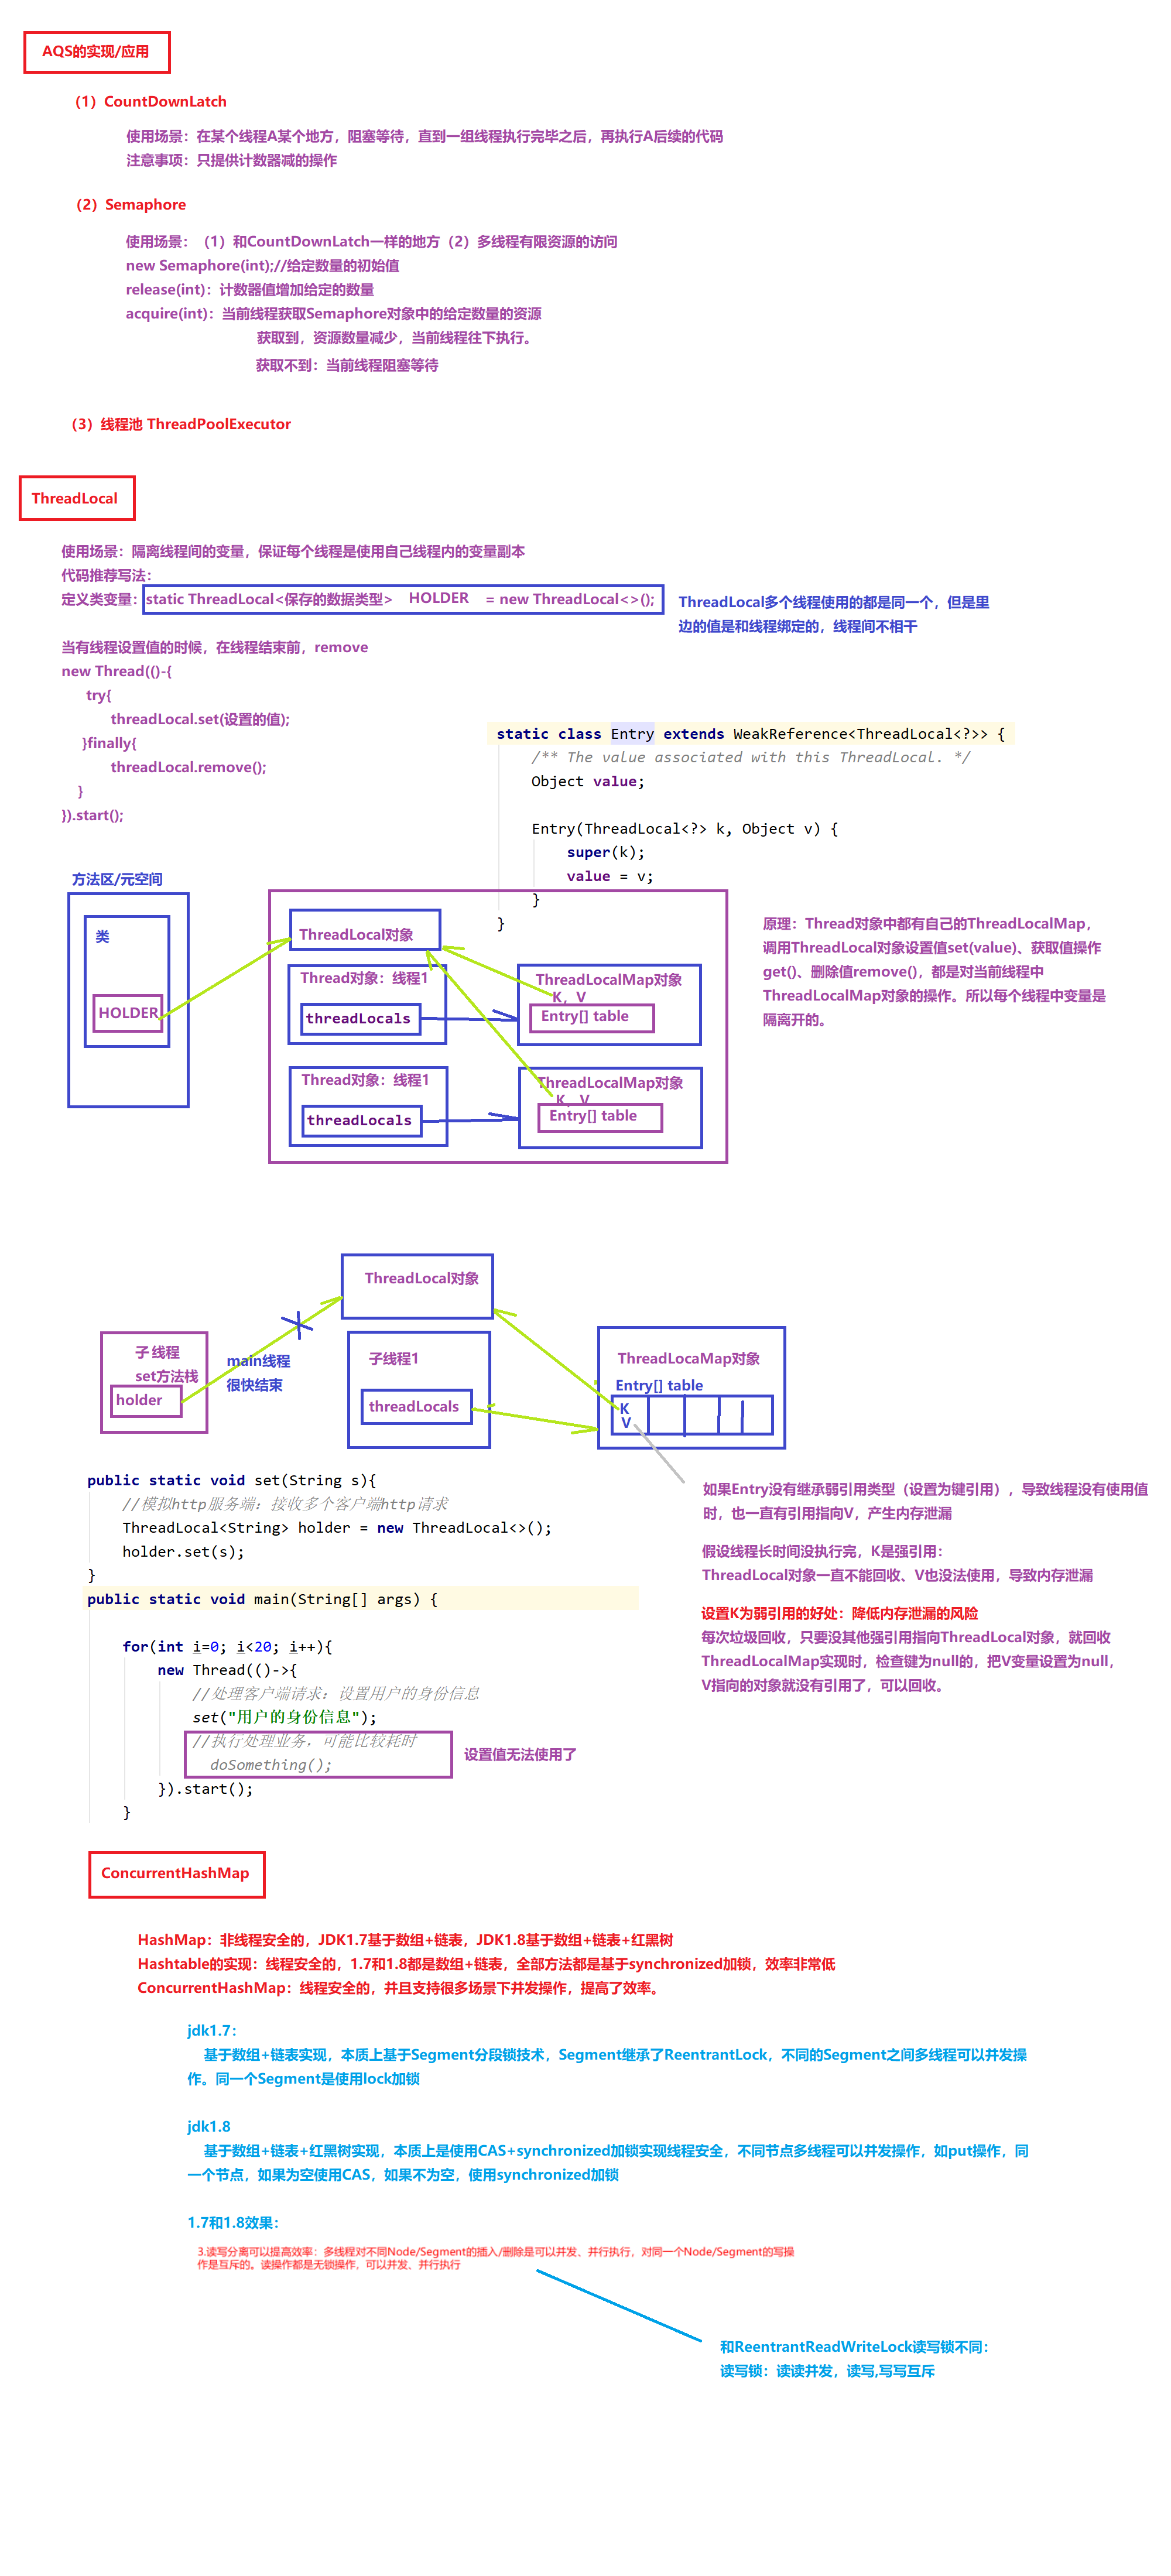 AQS的实现/应用
（1）CountDownLatch
使用场景：在某个线程A某个地方，阻塞等待，直到一组线程执行完毕之后，再执行A后续的代码
注意事项：只提供计数器减的操作
（2）Semaphore
使用场景：（1）和CountDownLatch一样的地方（2）多线程有限资源的访问
new Semaphore(int);//给定数量的初始值
release(int)：计数器值增加给定的数量
acquire(int)：当前线程获取Semaphore对象中的给定数量的资源
获取到，资源数量减少，当前线程往下执行。
获取不到：当前线程阻塞等待
（3）线程池 ThreadPoolExecutor
ThreadLocal
使用场景：隔离线程间的变量，保证每个线程是使用自己线程内的变量副本
代码推荐写法：
定义类变量：static ThreadLocal<保存的数据类型> HOLDER = new ThreadLocal<>();
ThreadLocal多个线程使用的都是同一个，但是里
边的值是和线程绑定的，线程间不相干
当有线程设置值的时候，在线程结束前，remove
new Thread(()-{
try{
threadLocal.set(设置的值);
}finally{
threadLocal.remove();
}
}).start();
static class Entry extends WeakReference<ThreadLocal<?>> {
/** The value associated with this ThreadLocal. */
Object value;
Entry(ThreadLocal<?> k, Object v) {
super(k);
value = v;
}
}
方法区/元空间
类
HOLDER
ThreadLocal对象
Thread对象：线程1
threadLocals
ThreadLocalMap对象
K，V
Entry[] table
Thread对象：线程1
threadLocals
ThreadLocalMap对象
K，V
Entry[] table
原理：Thread对象中都有自己的ThreadLocalMap，
调用ThreadLocal对象设置值set(value)、获取值操作
get()、删除值remove()，都是对当前线程中
ThreadLocalMap对象的操作。所以每个线程中变量是
隔离开的。
ThreadLocal对象
子 线程
set方法栈
holder
main线程
很快结束
子线程1
threadLocals
ThreadLocaMap对象
Entry[] table
K
V
public static void set(String s){
//模拟http服务端：接收多个客户端http请求
ThreadLocal<String> holder = new ThreadLocal<>();
holder.set(s);
}
public static void main(String[] args) {
for(int i=0; i<20; i++){
new Thread(()->{
//处理客户端请求：设置用户的身份信息
set("用户的身份信息");
//执行处理业务，可能比较耗时
doSomething();
}).start();
}
设置值无法使用了
如果Entry没有继承弱引用类型（设置为键引用），导致线程没有使用值
时，也一直有引用指向V，产生内存泄漏
假设线程长时间没执行完，K是强引用：
ThreadLocal对象一直不能回收、V也没法使用，导致内存泄漏
设置K为弱引用的好处：降低内存泄漏的风险
每次垃圾回收，只要没其他强引用指向ThreadLocal对象，就回收
ThreadLocalMap实现时，检查键为null的，把V变量设置为null，
V指向的对象就没有引用了，可以回收。
ConcurrentHashMap
HashMap：非线程安全的，JDK1.7基于数组+链表，JDK1.8基于数组+链表+红黑树
Hashtable的实现：线程安全的，1.7和1.8都是数组+链表，全部方法都是基于synchronized加锁，效率非常低
ConcurrentHashMap：线程安全的，并且支持很多场景下并发操作，提高了效率。
jdk1.7：
基于数组+链表实现，本质上基于Segment分段锁技术，Segment继承了ReentrantLock，不同的Segment之间多线程可以并发操
作。同一个Segment是使用lock加锁
jdk1.8
基于数组+链表+红黑树实现，本质上是使用CAS+synchronized加锁实现线程安全，不同节点多线程可以并发操作，如put操作，同
一个节点，如果为空使用CAS，如果不为空，使用synchronized加锁
1.7和1.8效果：
3.读写分离可以提高效率：多线程对不同Node/Segment的插入/删除是可以并发、并行执行，对同一个Node/Segment的写操
作是互斥的。读操作都是无锁操作，可以并发、并行执行
和ReentrantReadWriteLock读写锁不同：
读写锁：读读并发，读写,写写互斥